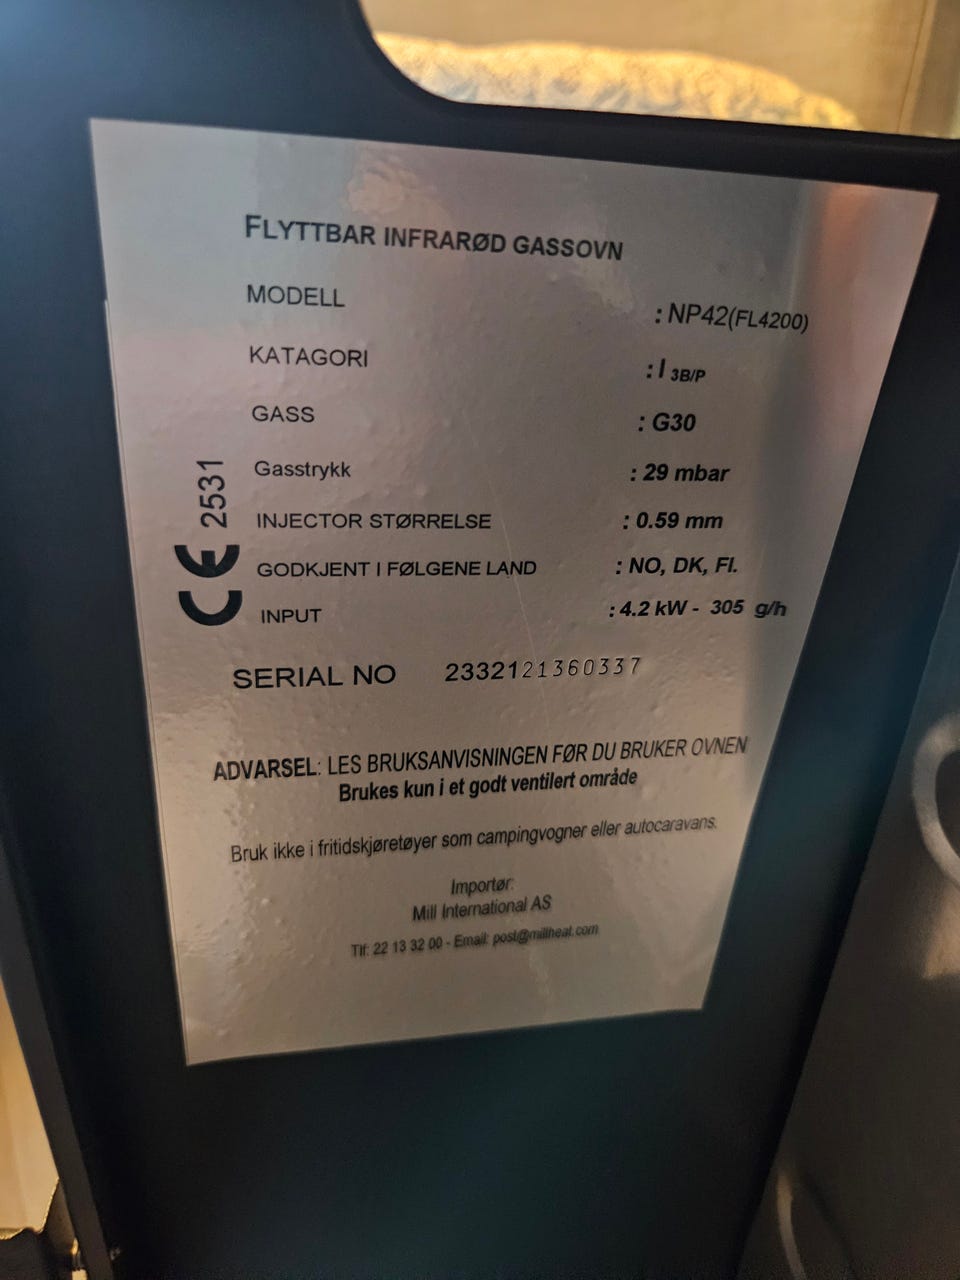 FLYTTBAR INFRARØD GASSOVN
MODELL : NP42(FL4200)
KATAGORI : I 3B/P
GASS : G30
Gasstrykk : 29 mbar
INJECTOR STØRRELSE : 0.59 mm
GODKJENT I FØLGENE LAND : NO, DK, FI.
INPUT : 4.2 kW - 305 g/h
CE 2531
SERIAL NO 2332121360337
ADVARSEL: LES BRUKSANVISNINGEN FØR DU BRUKER OVNEN
Brukes kun i et godt ventilert område
Bruk ikke i fritidskjøretøyer som campingvogner eller autocaravans.
Importør:
Mill International AS
Tlf: 22 13 32 00 - Email: post@millheat.com